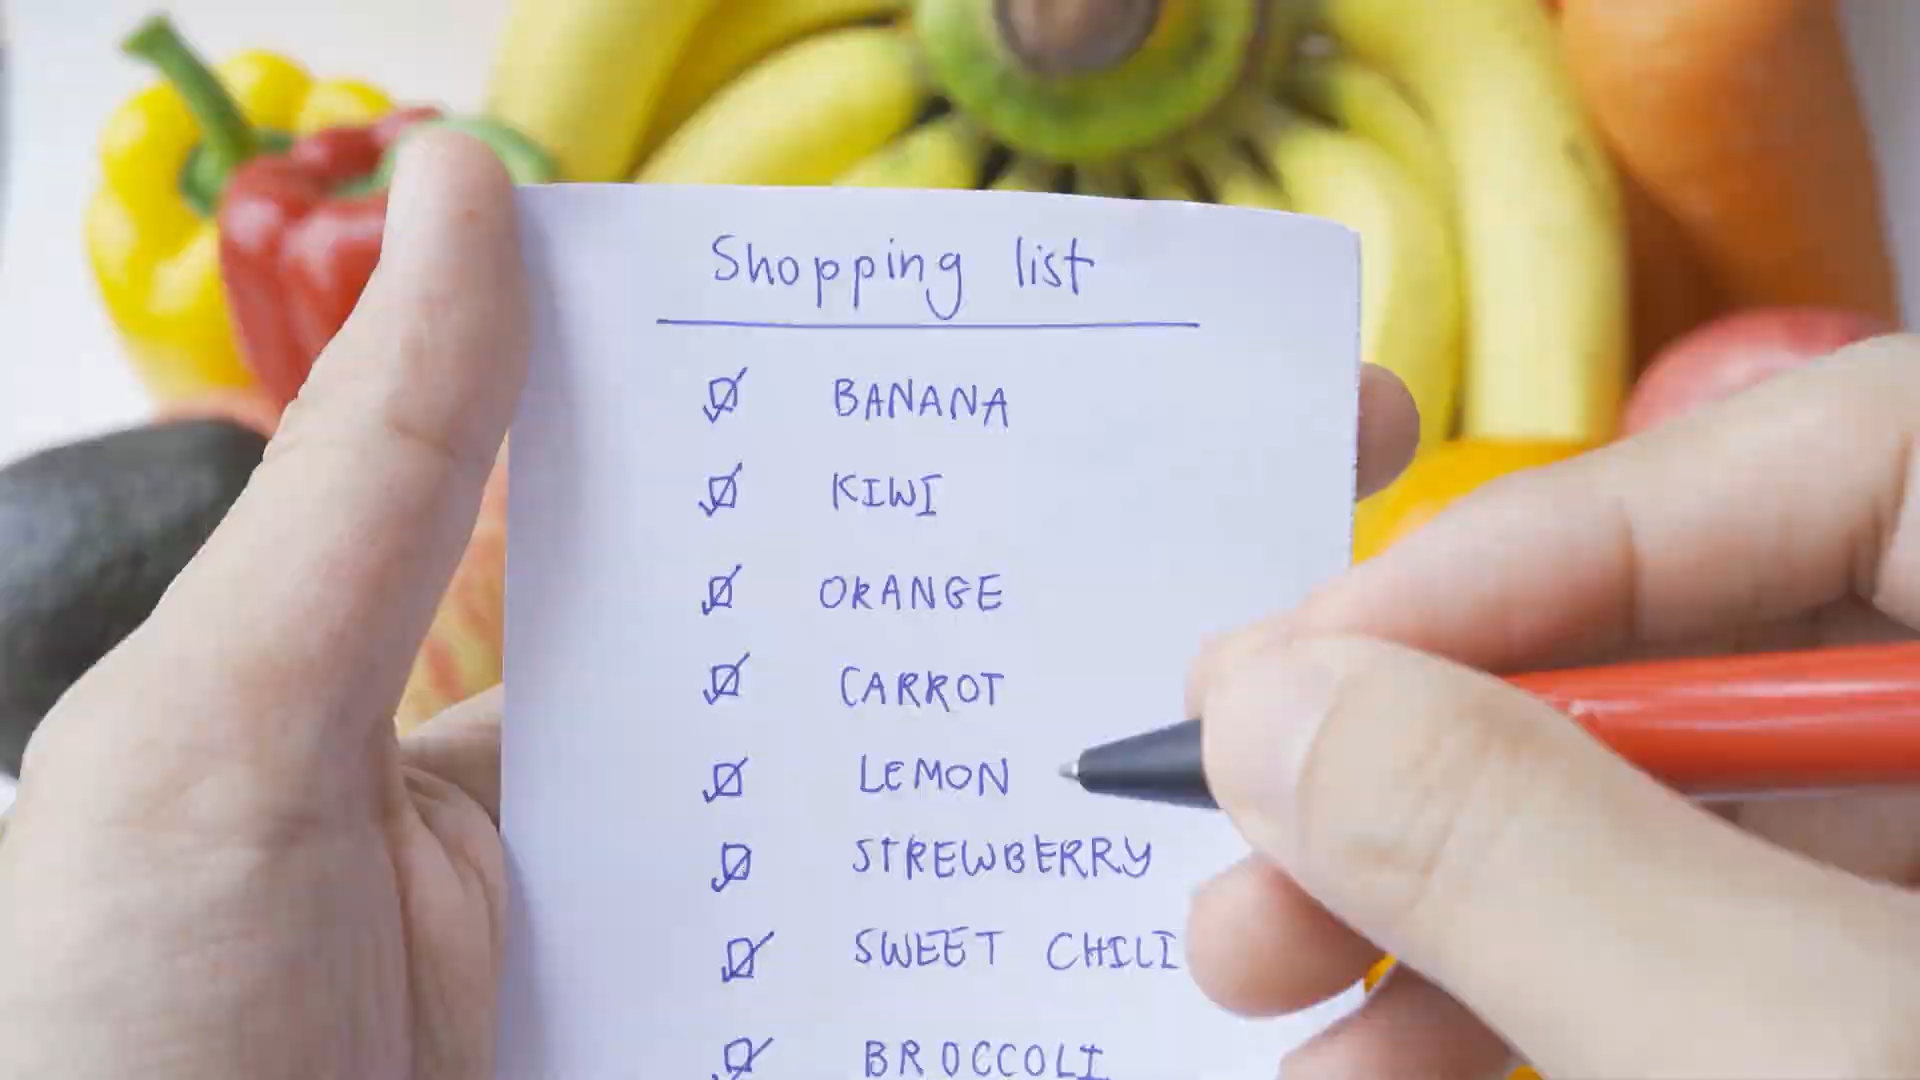 Shopping list
BANANA
KIWI
ORANGE
CARROT
LEMON
STREWBERRY
SWEET CHILI
BROCCOLI